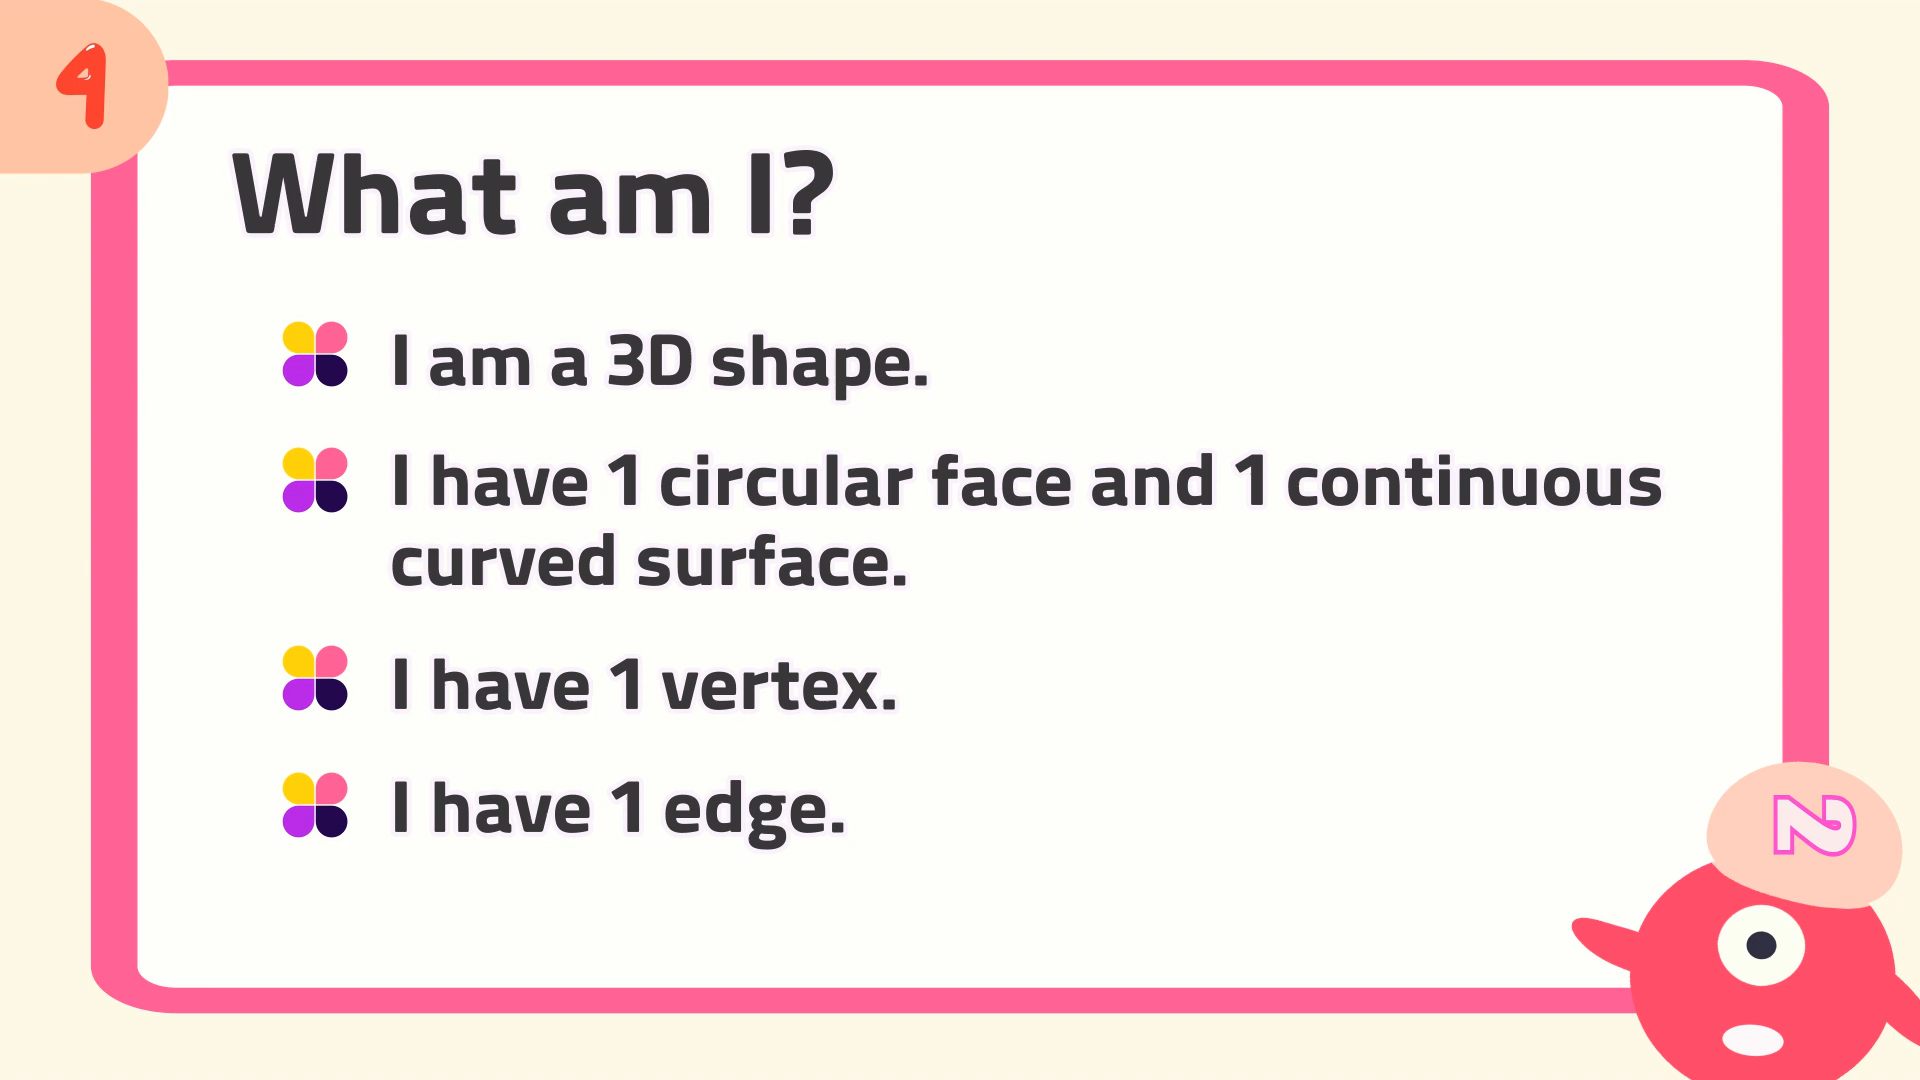 4
What am I?
I am a 3D shape.
I have 1 circular face and 1 continuous
curved surface.
I have 1 vertex.
I have 1 edge.
2